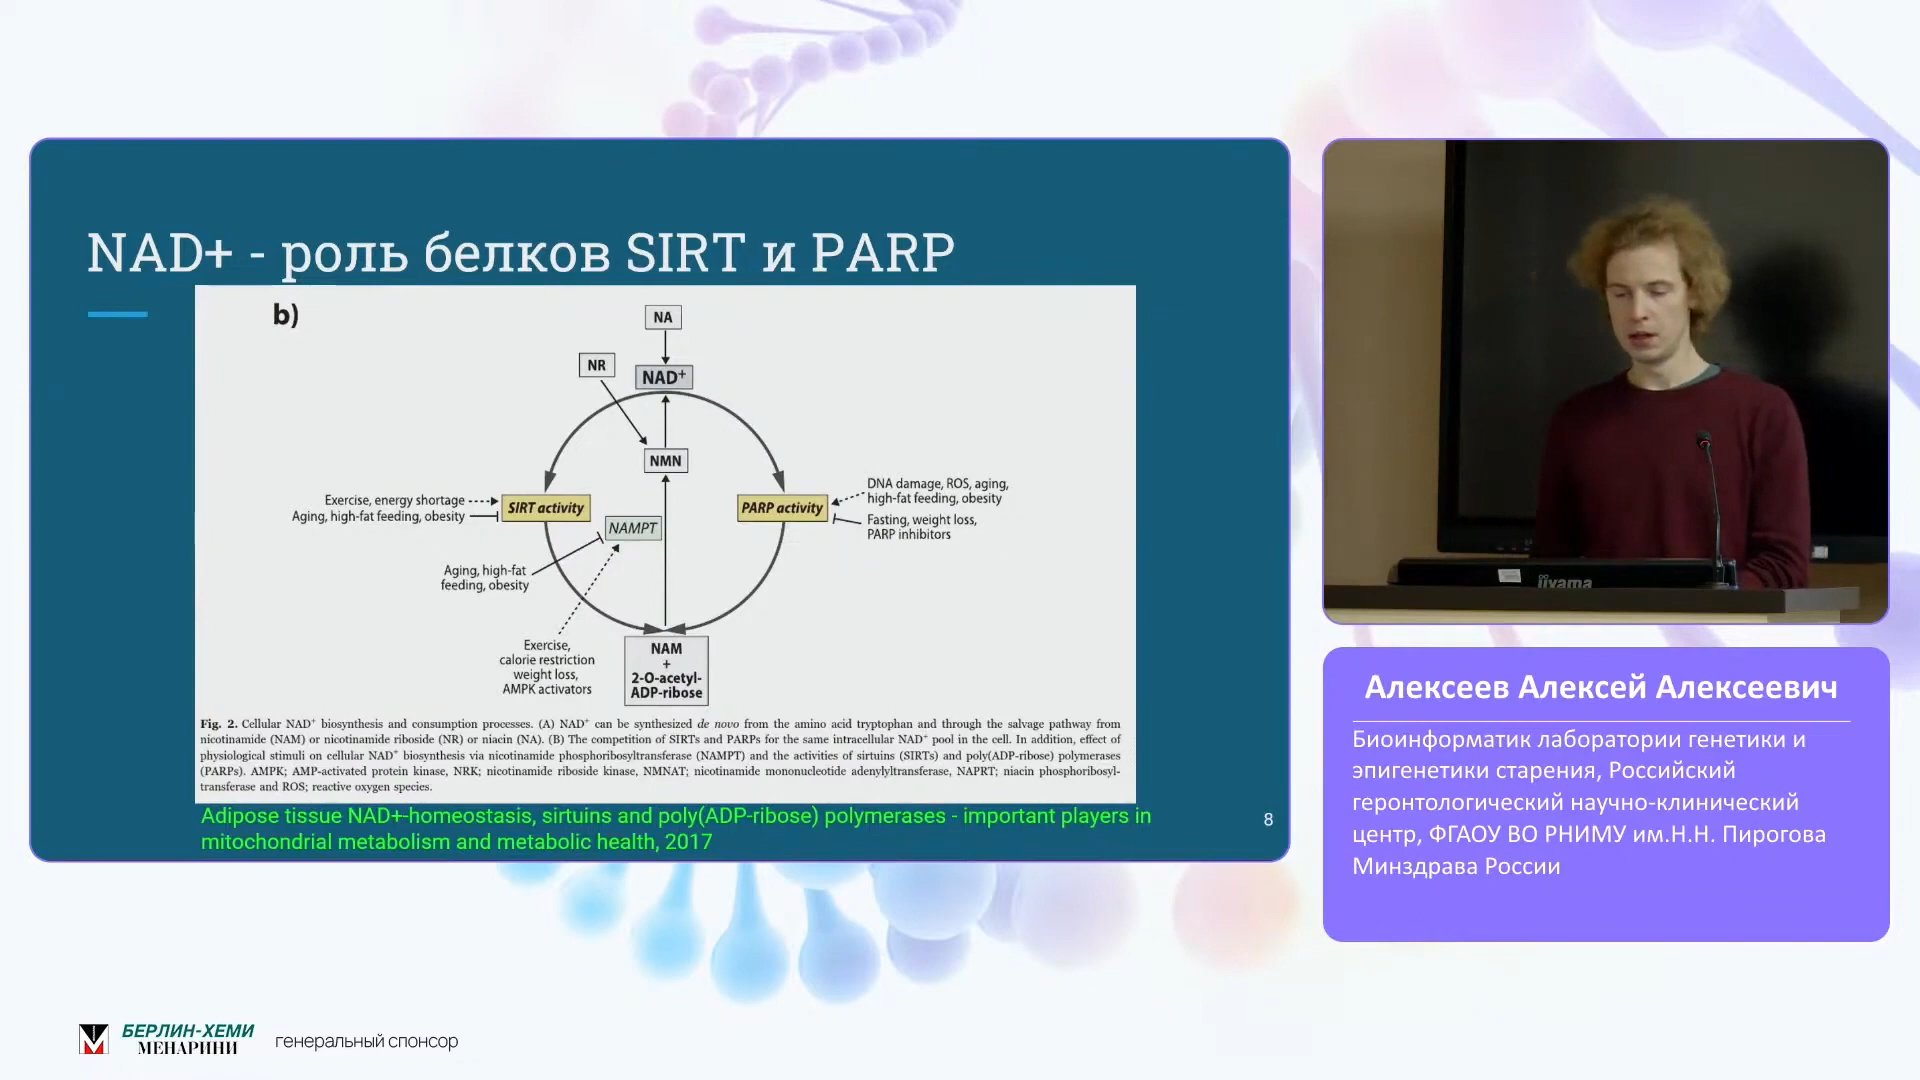 NAD+ - роль белков SIRT и PARP
b)
NA
NR
NAD⁺
NMN
Exercise, energy shortage
Aging, high-fat feeding, obesity
SIRT activity
NAMPT
PARP activity
DNA damage, ROS, aging,
high-fat feeding, obesity
Fasting, weight loss,
PARP inhibitors
Aging, high-fat
feeding, obesity
Exercise,
calorie restriction
weight loss,
AMPK activators
NAM
+
2-O-acetyl-
ADP-ribose
Fig. 2. Cellular NAD⁺ biosynthesis and consumption processes. (A) NAD⁺ can be synthesized de novo from the amino acid tryptophan and through the salvage pathway from
nicotinamide (NAM) or nicotinamide riboside (NR) or niacin (NA). (B) The competition of SIRTs and PARPs for the same intracellular NAD⁺ pool in the cell. In addition, effect of
physiological stimuli on cellular NAD⁺ biosynthesis via nicotinamide phosphoribosyltransferase (NAMPT) and the activities of sirtuins (SIRTs) and poly(ADP-ribose) polymerases
(PARPs). AMPK; AMP-activated protein kinase, NRK; nicotinamide riboside kinase, NMNAT; nicotinamide mononucleotide adenylyltransferase, NAPRT; niacin phosphoribosyl-
transferase and ROS; reactive oxygen species.
Adipose tissue NAD+-homeostasis, sirtuins and poly(ADP-ribose) polymerases - important players in
mitochondrial metabolism and metabolic health, 2017
8
iiyama
Алексеев Алексей Алексеевич
Биоинформатик лаборатории генетики и
эпигенетики старения, Российский
геронтологический научно-клинический
центр, ФГАОУ ВО РНИМУ им.Н.Н. Пирогова
Минздрава России
БЕРЛИН-ХЕМИ
МЕНАРИНИ
генеральный спонсор